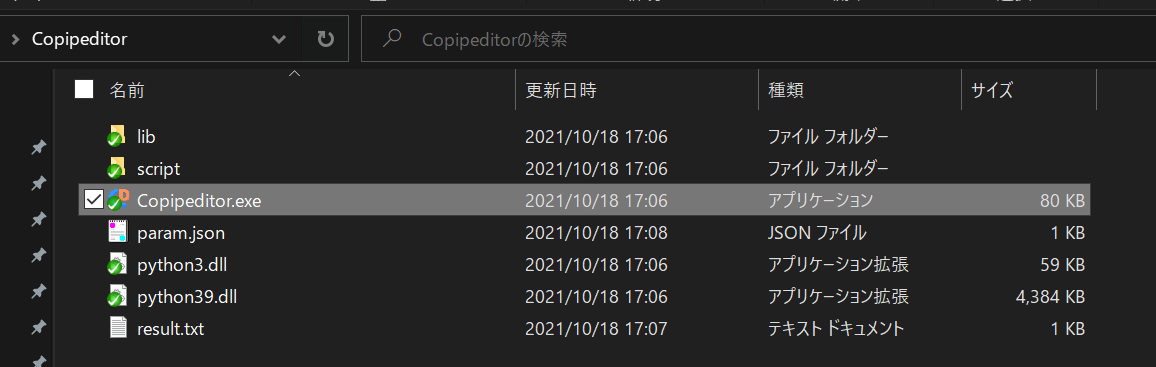 Copipeditor
Copipeditorの検索
名前 更新日時 種類 サイズ
lib 2021/10/18 17:06 ファイル フォルダー
script 2021/10/18 17:06 ファイル フォルダー
Copipeditor.exe 2021/10/18 17:06 アプリケーション 80 KB
param.json 2021/10/18 17:08 JSON ファイル 1 KB
python3.dll 2021/10/18 17:06 アプリケーション拡張 59 KB
python39.dll 2021/10/18 17:06 アプリケーション拡張 4,384 KB
result.txt 2021/10/18 17:07 テキスト ドキュメント 1 KB